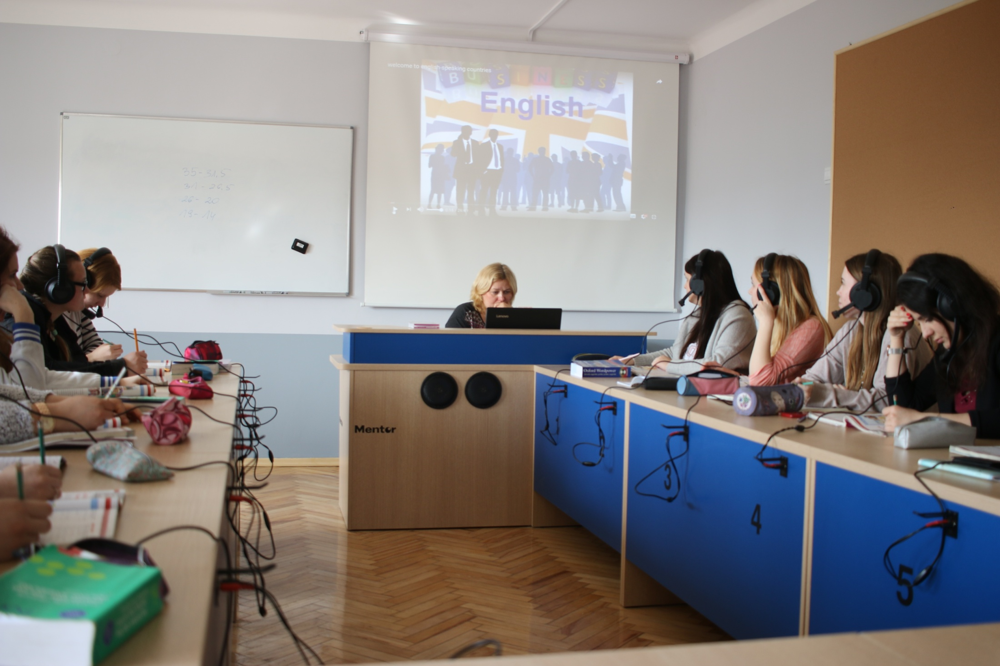 welcome to english-speaking countries
BUSINESS
English
35-31.5
31-26.5
26-20
19-14
Lenovo
Oxford Wordpower
Mentor
3
4
5